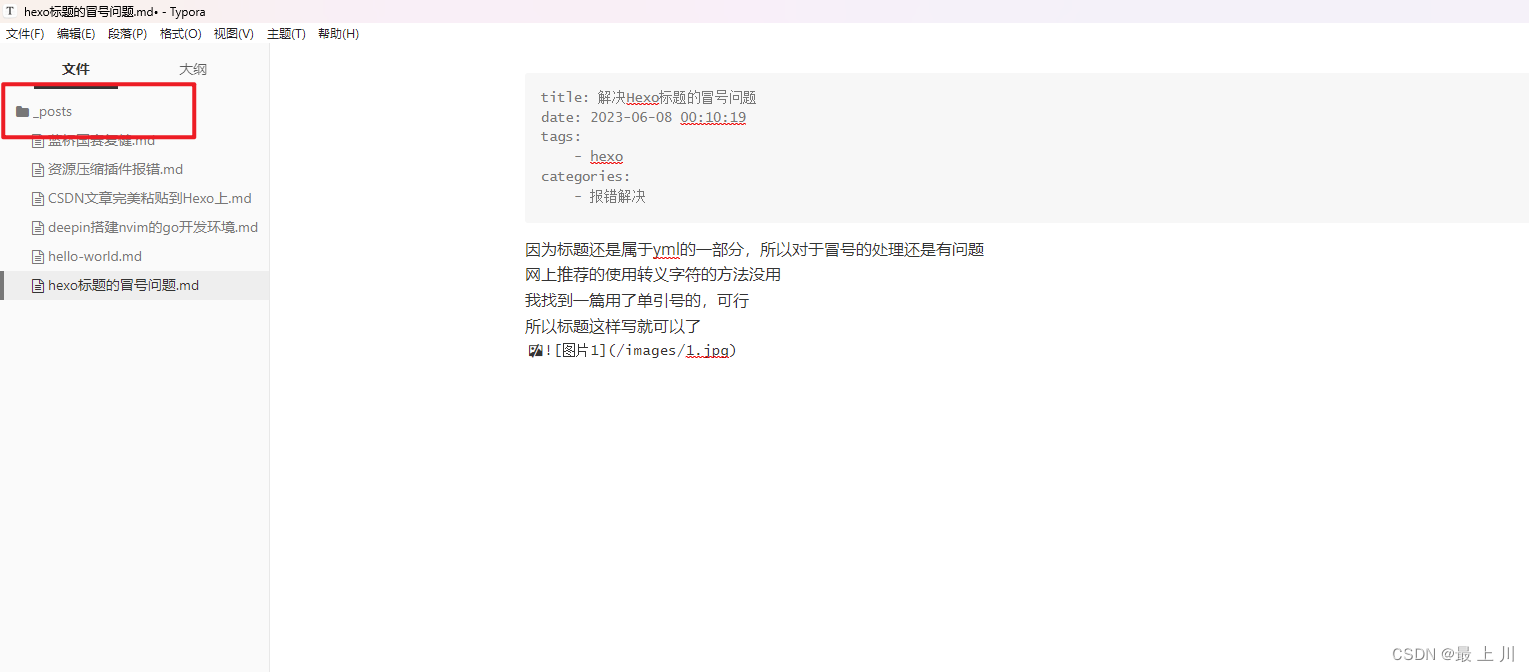 T hexo标题的冒号问题.md• - Typora
文件(F) 编辑(E) 段落(P) 格式(O) 视图(V) 主题(T) 帮助(H)
文件 大纲
_posts
蓝桥国赛复健.md
资源压缩插件报错.md
CSDN文章完美粘贴到Hexo上.md
deepin搭建nvim的go开发环境.md
hello-world.md
hexo标题的冒号问题.md
title: 解决Hexo标题的冒号问题
date: 2023-06-08 00:10:19
tags:
- hexo
categories:
- 报错解决
因为标题还是属于yml的一部分，所以对于冒号的处理还是有问题
网上推荐的使用转义字符的方法没用
我找到一篇用了单引号的，可行
所以标题这样写就可以了
![图片1](/images/1.jpg)
CSDN @最 上 川